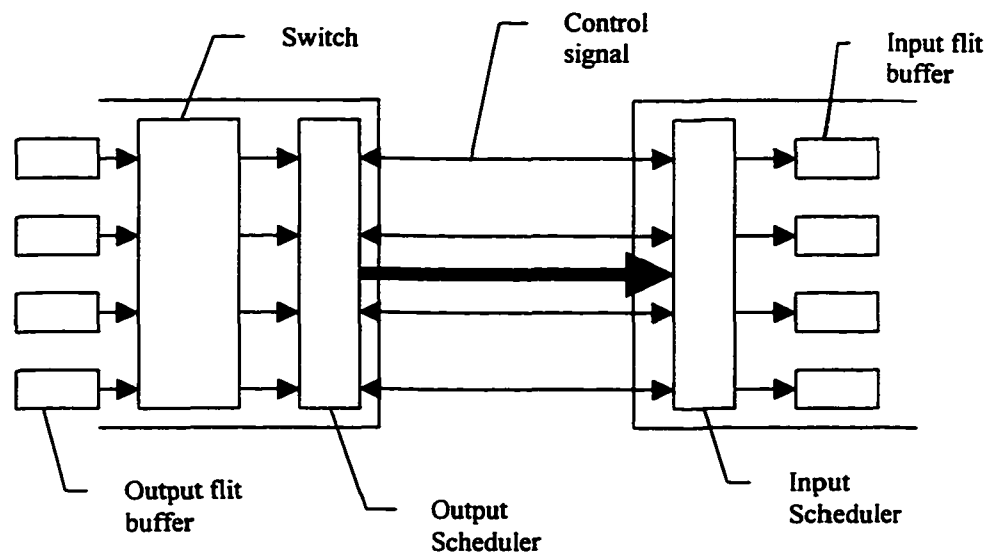 Switch
Control
signal
Input flit
buffer
Output flit
buffer
Output
Scheduler
Input
Scheduler